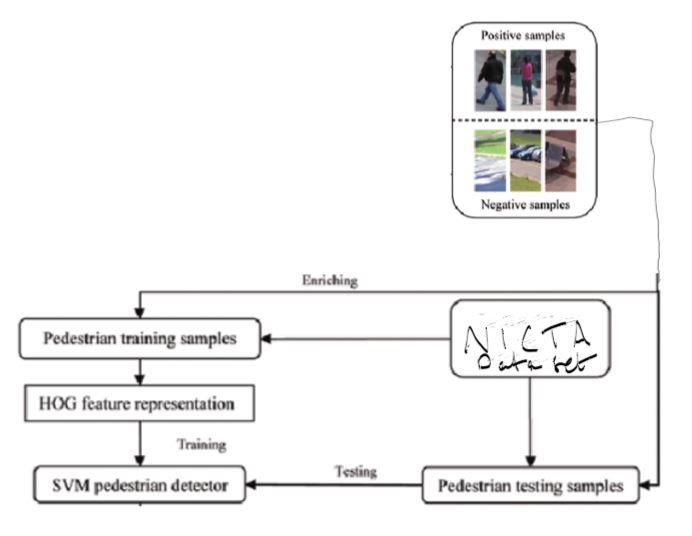 Positive samples
Negative samples
Enriching
Pedestrian training samples
NICTA
Data set
HOG feature representation
Training
SVM pedestrian detector
Testing
Pedestrian testing samples